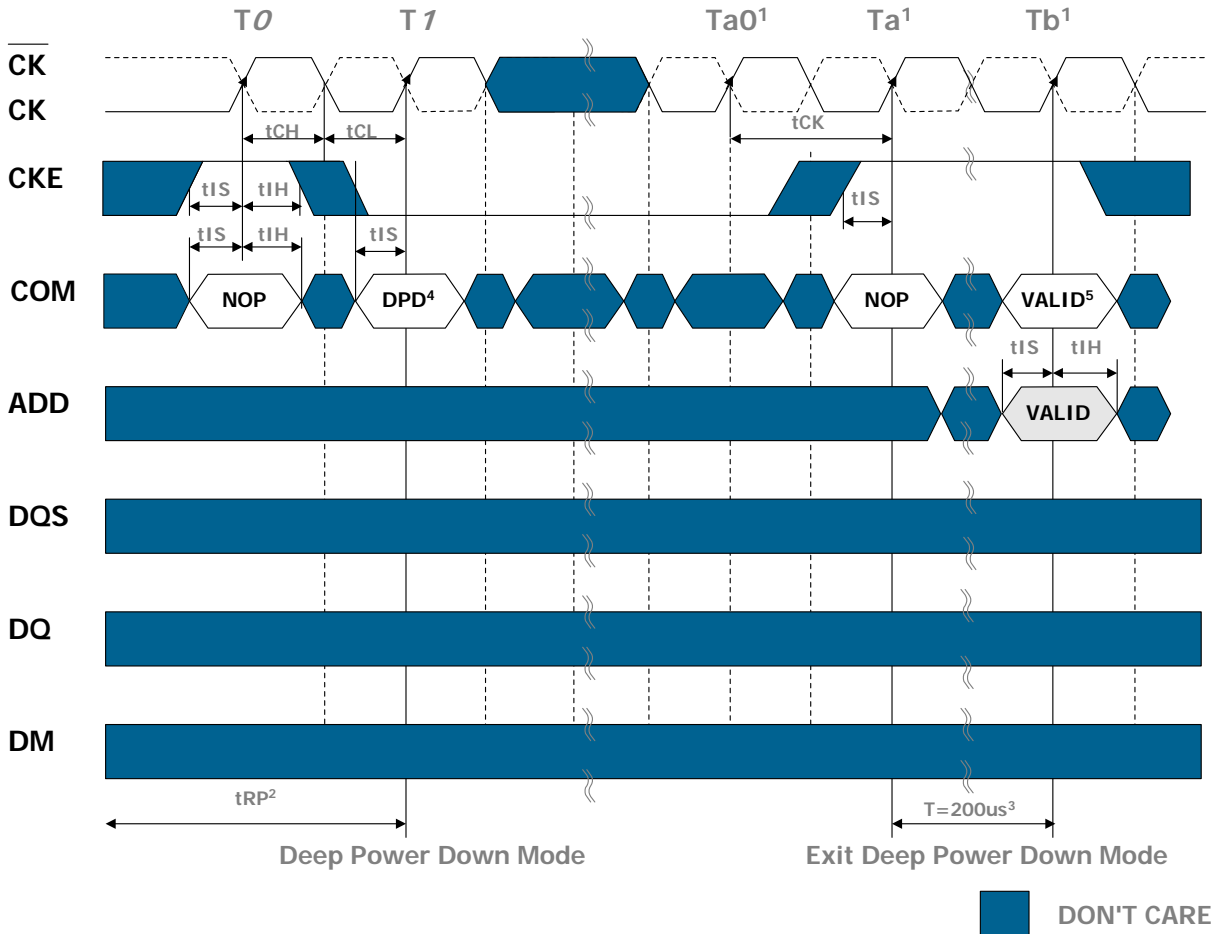 T0 T1 Ta0¹ Ta¹ Tb¹
CK
CK
tCH tCL tCK
CKE
tIS tIH
tIS
tIS tIH tIS
COM NOP DPD⁴ NOP VALID⁵
tIS tIH
ADD VALID
DQS
DQ
DM
tRP² T=200us³
Deep Power Down Mode Exit Deep Power Down Mode
DON'T CARE